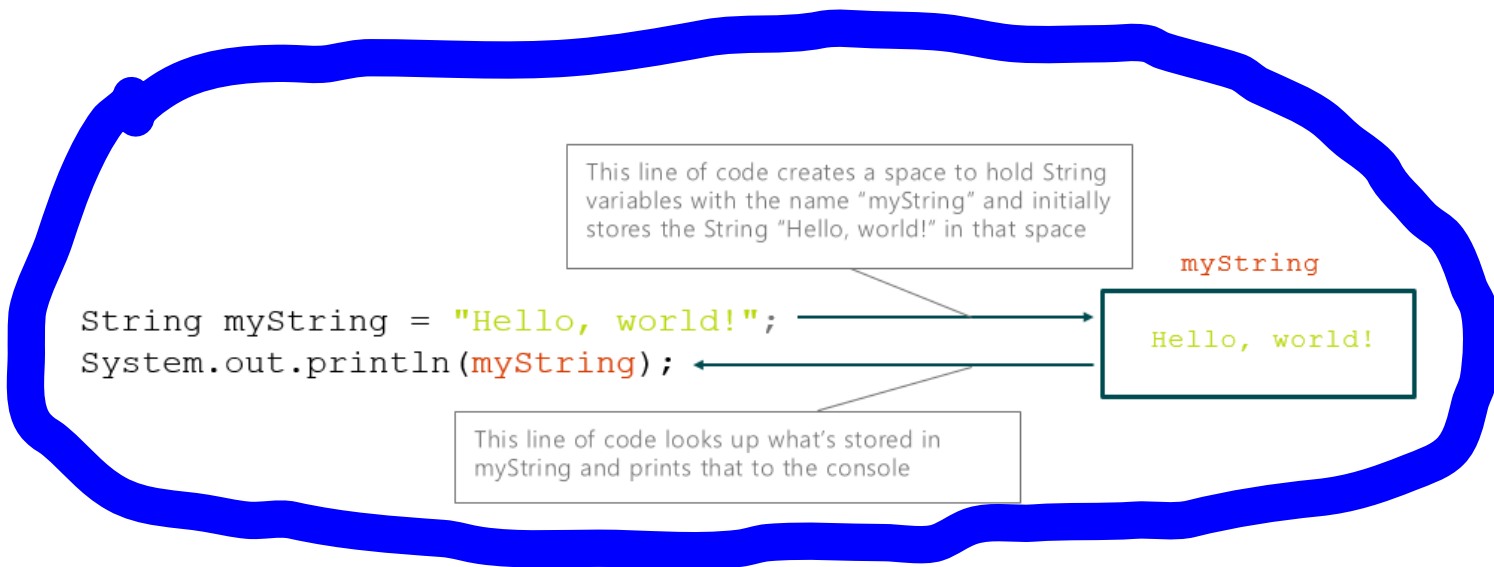 This line of code creates a space to hold String
variables with the name “myString” and initially
stores the String “Hello, world!” in that space
myString
String myString = "Hello, world!";
Hello, world!
System.out.println(myString);
This line of code looks up what’s stored in
myString and prints that to the console